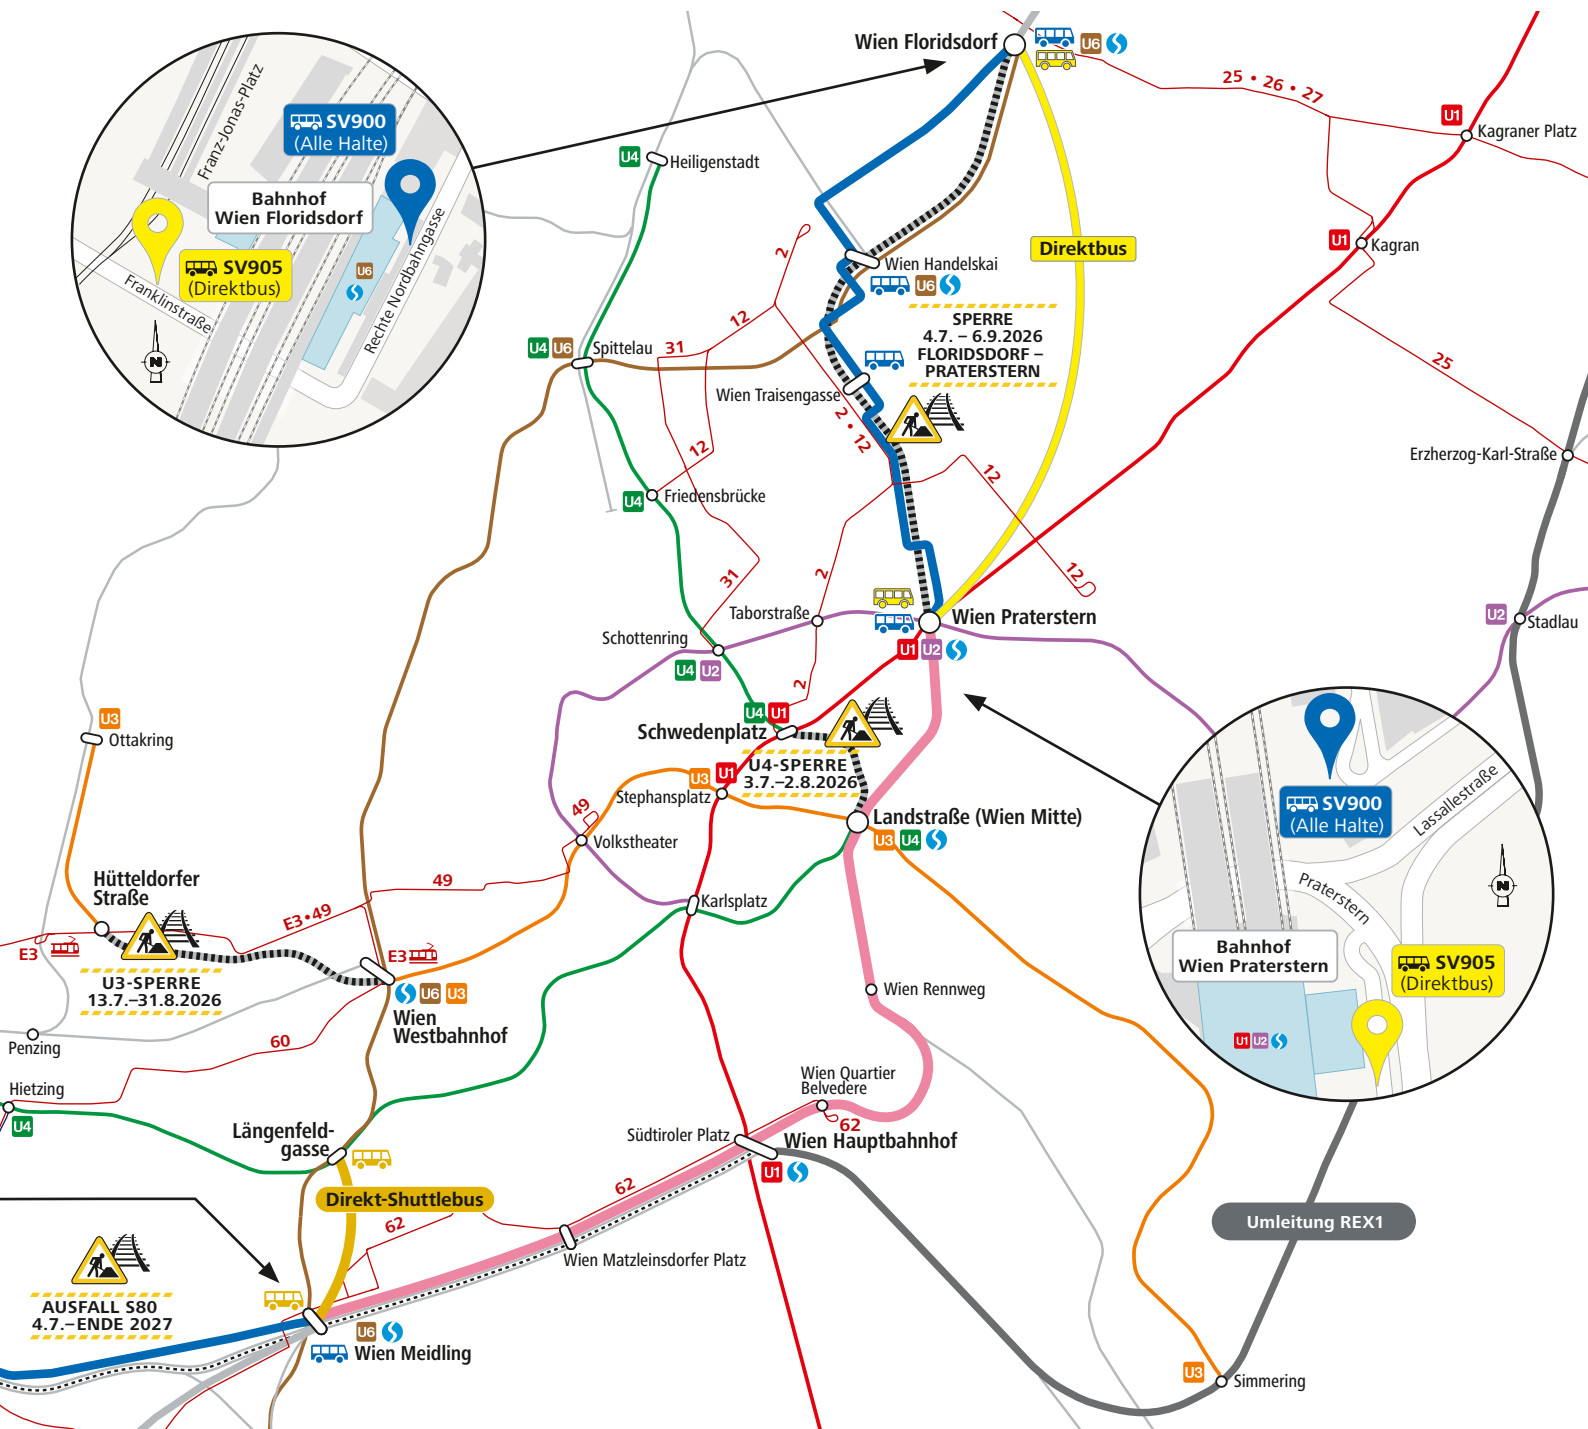 Wien Floridsdorf
U6
25 • 26 • 27
U1
Kagraner Platz
Franz-Jonas-Platz
SV900
(Alle Halte)
Bahnhof
Wien Floridsdorf
SV905
(Direktbus)
U6
Franklinstraße
Rechte Nordbahngasse
N
U4
Heiligenstadt
2
Wien Handelskai
U6
Direktbus
U1
Kagran
SPERRE
4.7. – 6.9.2026
FLORIDSDORF –
PRATERSTERN
12
31
U4 U6
Spittelau
25
Wien Traisengasse
2 • 12
12
12
Erzherzog-Karl-Straße
U4
Friedensbrücke
31
2
12
Taborstraße
Wien Praterstern
U1 U2
U2
Stadlau
Schottenring
U4 U2
2
U4 U1
Schwedenplatz
U3
Ottakring
U4-SPERRE
3.7.–2.8.2026
U3
U1
Stephansplatz
49
Volkstheater
Landstraße (Wien Mitte)
U3 U4
SV900
(Alle Halte)
Lassallestraße
Praterstern
N
Bahnhof
Wien Praterstern
SV905
(Direktbus)
U1 U2
Hütteldorfer
Straße
49
E3•49
Karlsplatz
E3
E3
U3-SPERRE
13.7.–31.8.2026
U6 U3
Wien
Westbahnhof
Wien Rennweg
Penzing
60
Hietzing
U4
Wien Quartier
Belvedere
62
Längenfeld-
gasse
Südtiroler Platz
Wien Hauptbahnhof
U1
Direkt-Shuttlebus
62
62
Umleitung REX1
Wien Matzleinsdorfer Platz
AUSFALL S80
4.7.–ENDE 2027
U6
Wien Meidling
U3
Simmering